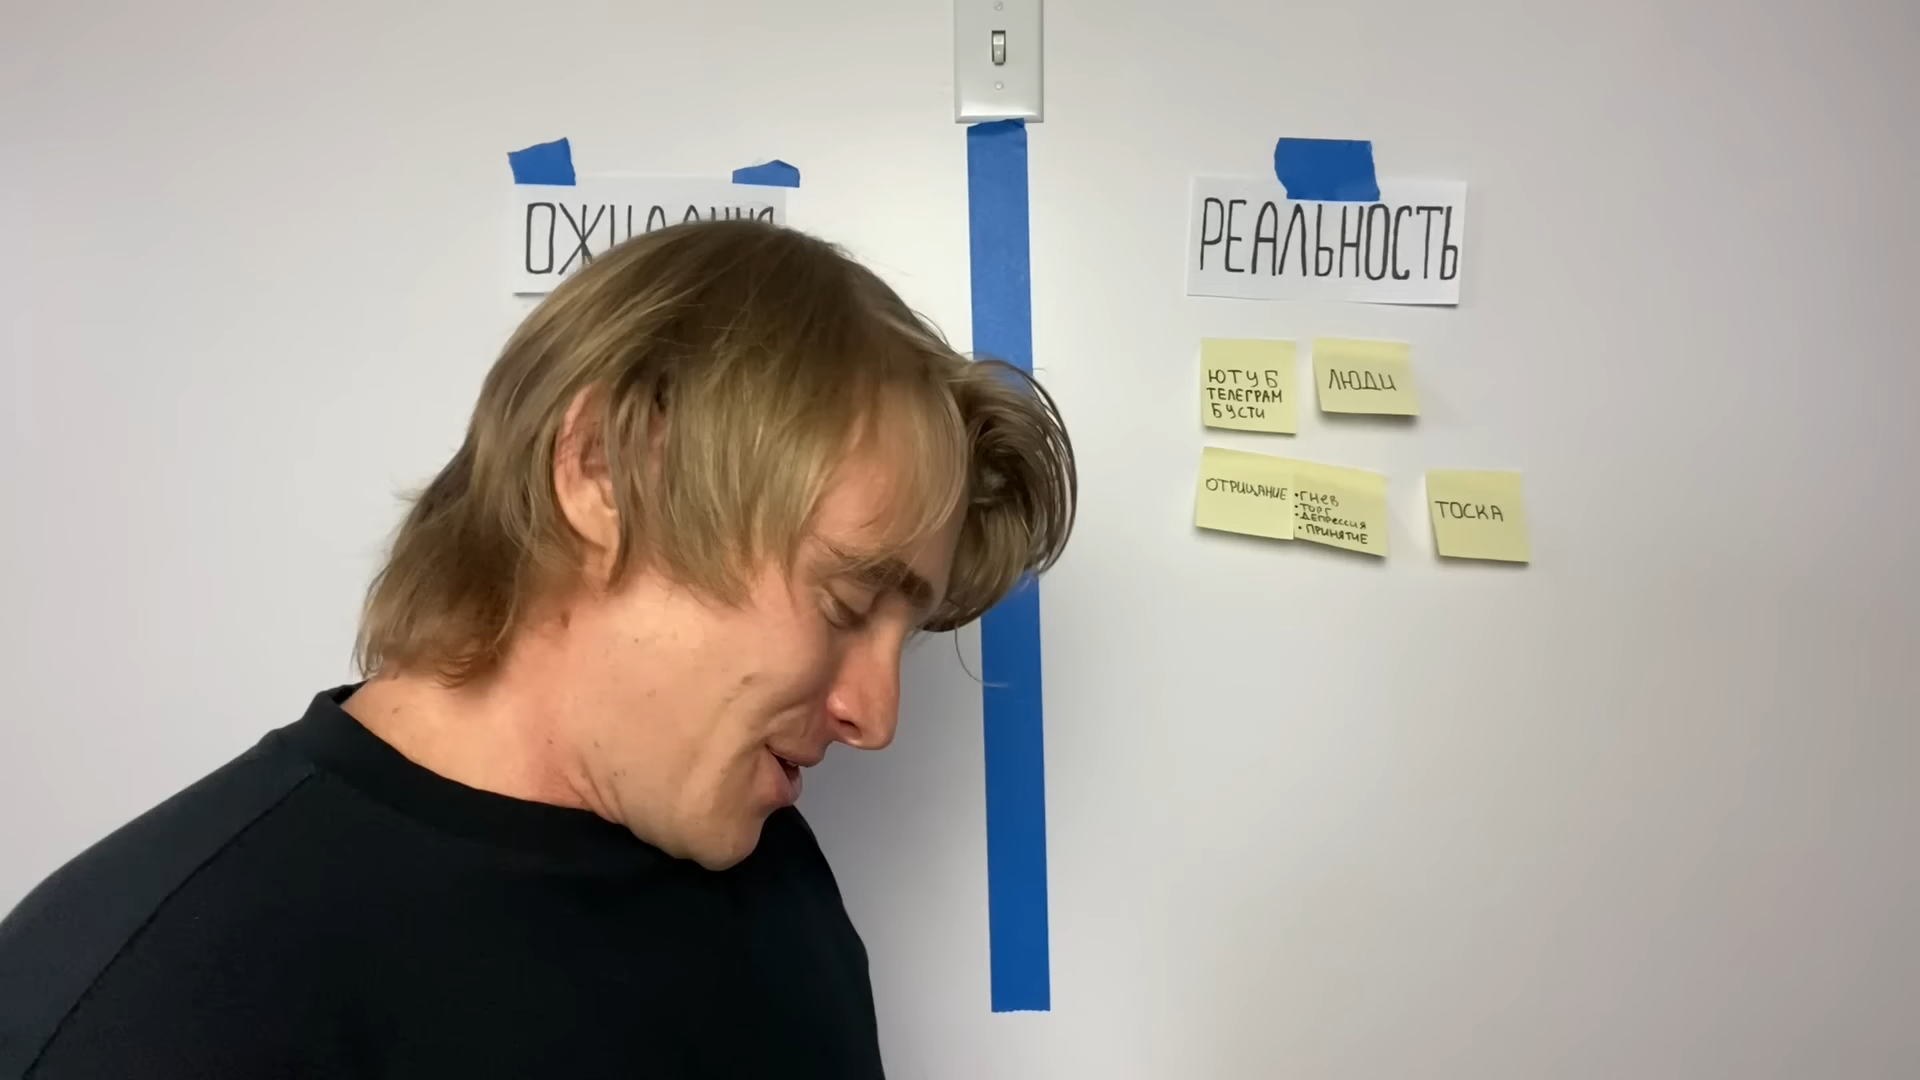 РЕАЛЬНОСТЬ
ЮТУБ
ТЕЛЕГРАМ
БУСТИ
ЛЮДИ
ОТРИЦАНИЕ
• ГНЕВ
• ТОРГ
• ДЕПРЕССИЯ
• ПРИНЯТИЕ
ТОСКА